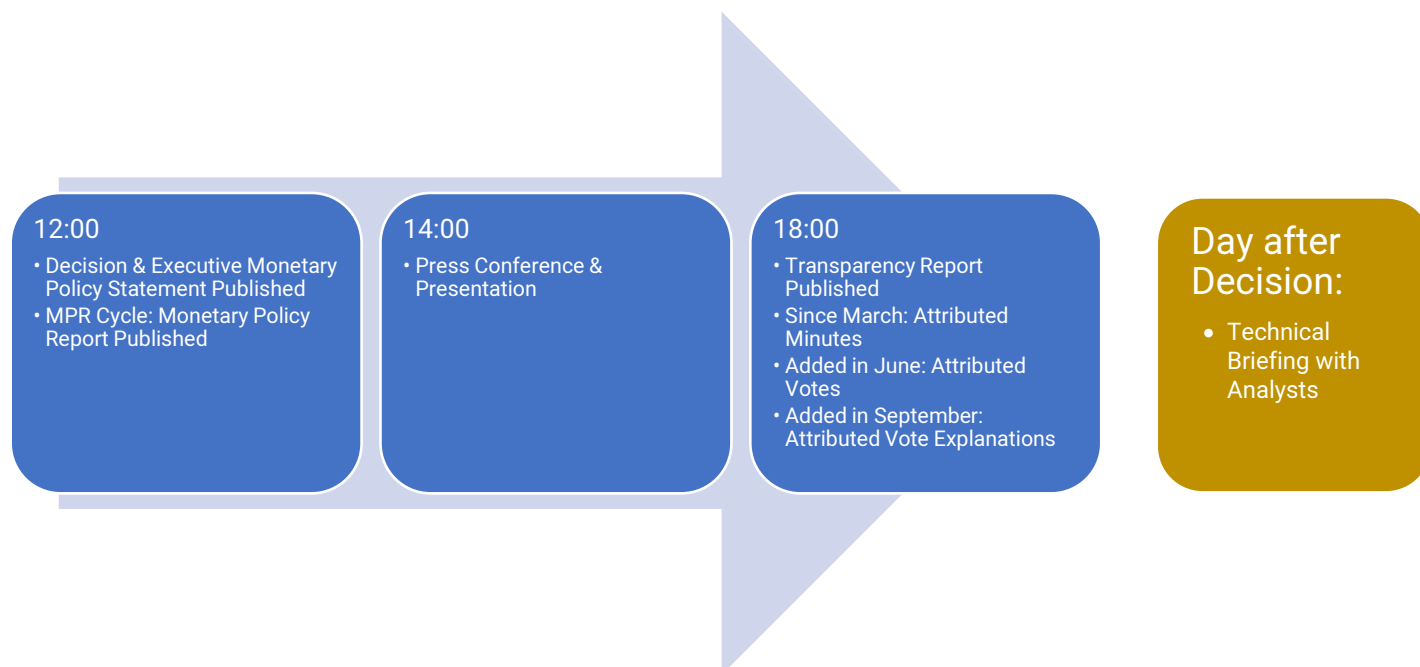 12:00
• Decision & Executive Monetary
Policy Statement Published
• MPR Cycle: Monetary Policy
Report Published
14:00
• Press Conference &
Presentation
18:00
• Transparency Report
Published
• Since March: Attributed
Minutes
• Added in June: Attributed
Votes
• Added in September:
Attributed Vote Explanations
Day after
Decision:
• Technical
Briefing with
Analysts